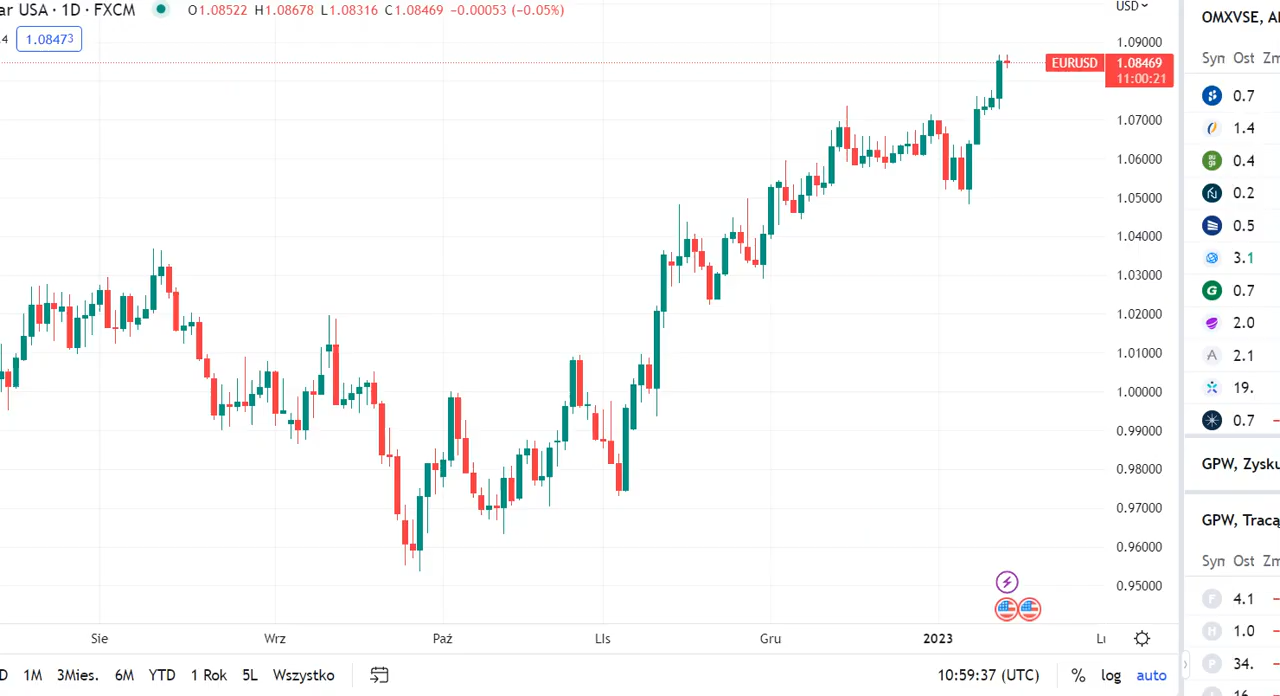 ar USA · 1D · FXCM O1.08522 H1.08678 L1.08316 C1.08469 −0.00053 (−0.05%)
4 1.08473
USD
1.09000
EURUSD 1.08469
11:00:21
1.07000
1.06000
1.05000
1.04000
1.03000
1.02000
1.01000
1.00000
0.99000
0.98000
0.97000
0.96000
0.95000
Sie Wrz Paź LIs Gru 2023 Lu
D 1M 3Mies. 6M YTD 1 Rok 5L Wszystko 10:59:37 (UTC) % log auto
OMXVSE, Al
Sym Ost Zm
0.7
1.4
0.4
0.2
0.5
3.1
G 0.7
2.0
A 2.1
19.
0.7 −
GPW, Zysku
GPW, Tracą
Sym Ost Zm
F 4.1 −
M 1.0 −
P 34. −
16